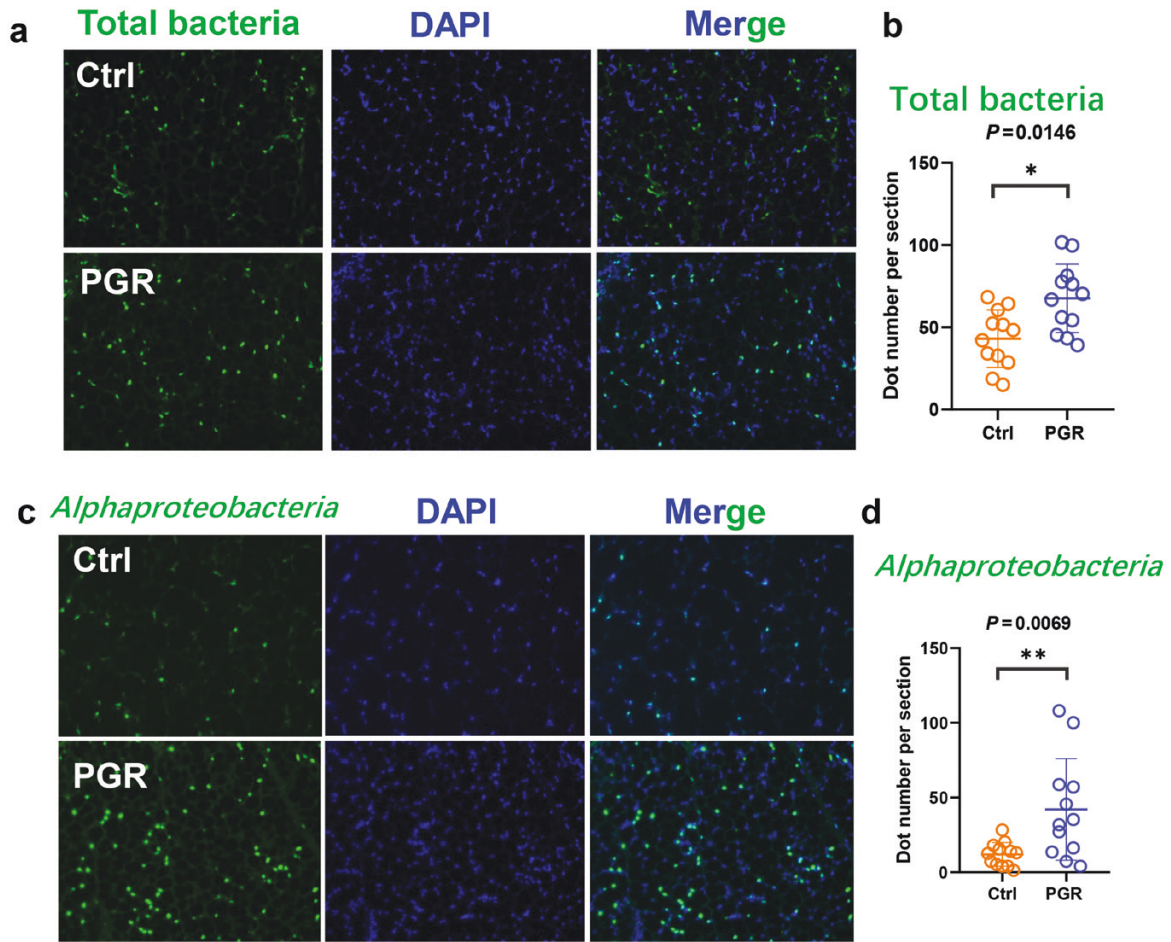 a
Total bacteria
DAPI
Merge
Ctrl
PGR
b
Total bacteria
P=0.0146
*
150
100
50
0
Dot number per section
Ctrl
PGR
c
Alphaproteobacteria
DAPI
Merge
Ctrl
PGR
d
Alphaproteobacteria
P=0.0069
**
150
100
50
0
Dot number per section
Ctrl
PGR